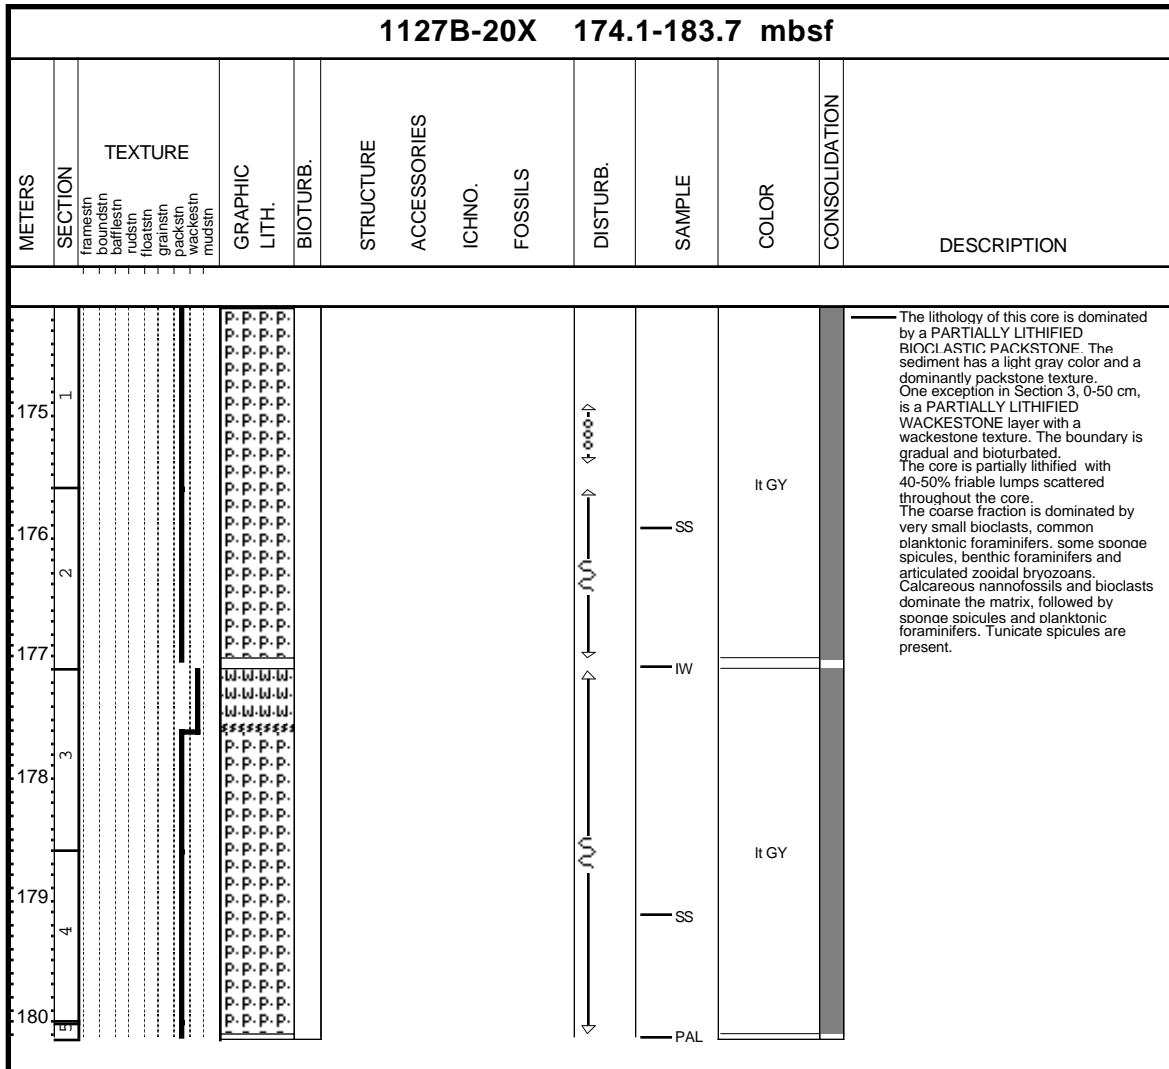 1127B-20X 174.1-183.7 mbsf
METERS
SECTION
TEXTURE
framestn
boundstn
bafflestn
rudstn
floatstn
grainstn
packstn
wackestn
mudstn
GRAPHIC
LITH.
BIOTURB.
STRUCTURE
ACCESSORIES
ICHNO.
FOSSILS
DISTURB.
SAMPLE
COLOR
CONSOLIDATION
DESCRIPTION
175
176
177
178
179
180
1
2
3
4
5
SS
IW
SS
PAL
lt GY
lt GY
The lithology of this core is dominated
by a PARTIALLY LITHIFIED
BIOCLASTIC PACKSTONE. The
sediment has a light gray color and a
dominantly packstone texture.
One exception in Section 3, 0-50 cm,
is a PARTIALLY LITHIFIED
WACKESTONE layer with a
wackestone texture. The boundary is
gradual and bioturbated.
The core is partially lithified with
40-50% friable lumps scattered
throughout the core.
The coarse fraction is dominated by
very small bioclasts, common
planktonic foraminifers, some sponge
spicules, benthic foraminifers and
articulated zooidal bryozoans.
Calcareous nannofossils and bioclasts
dominate the matrix, followed by
sponge spicules and planktonic
foraminifers. Tunicate spicules are
present.